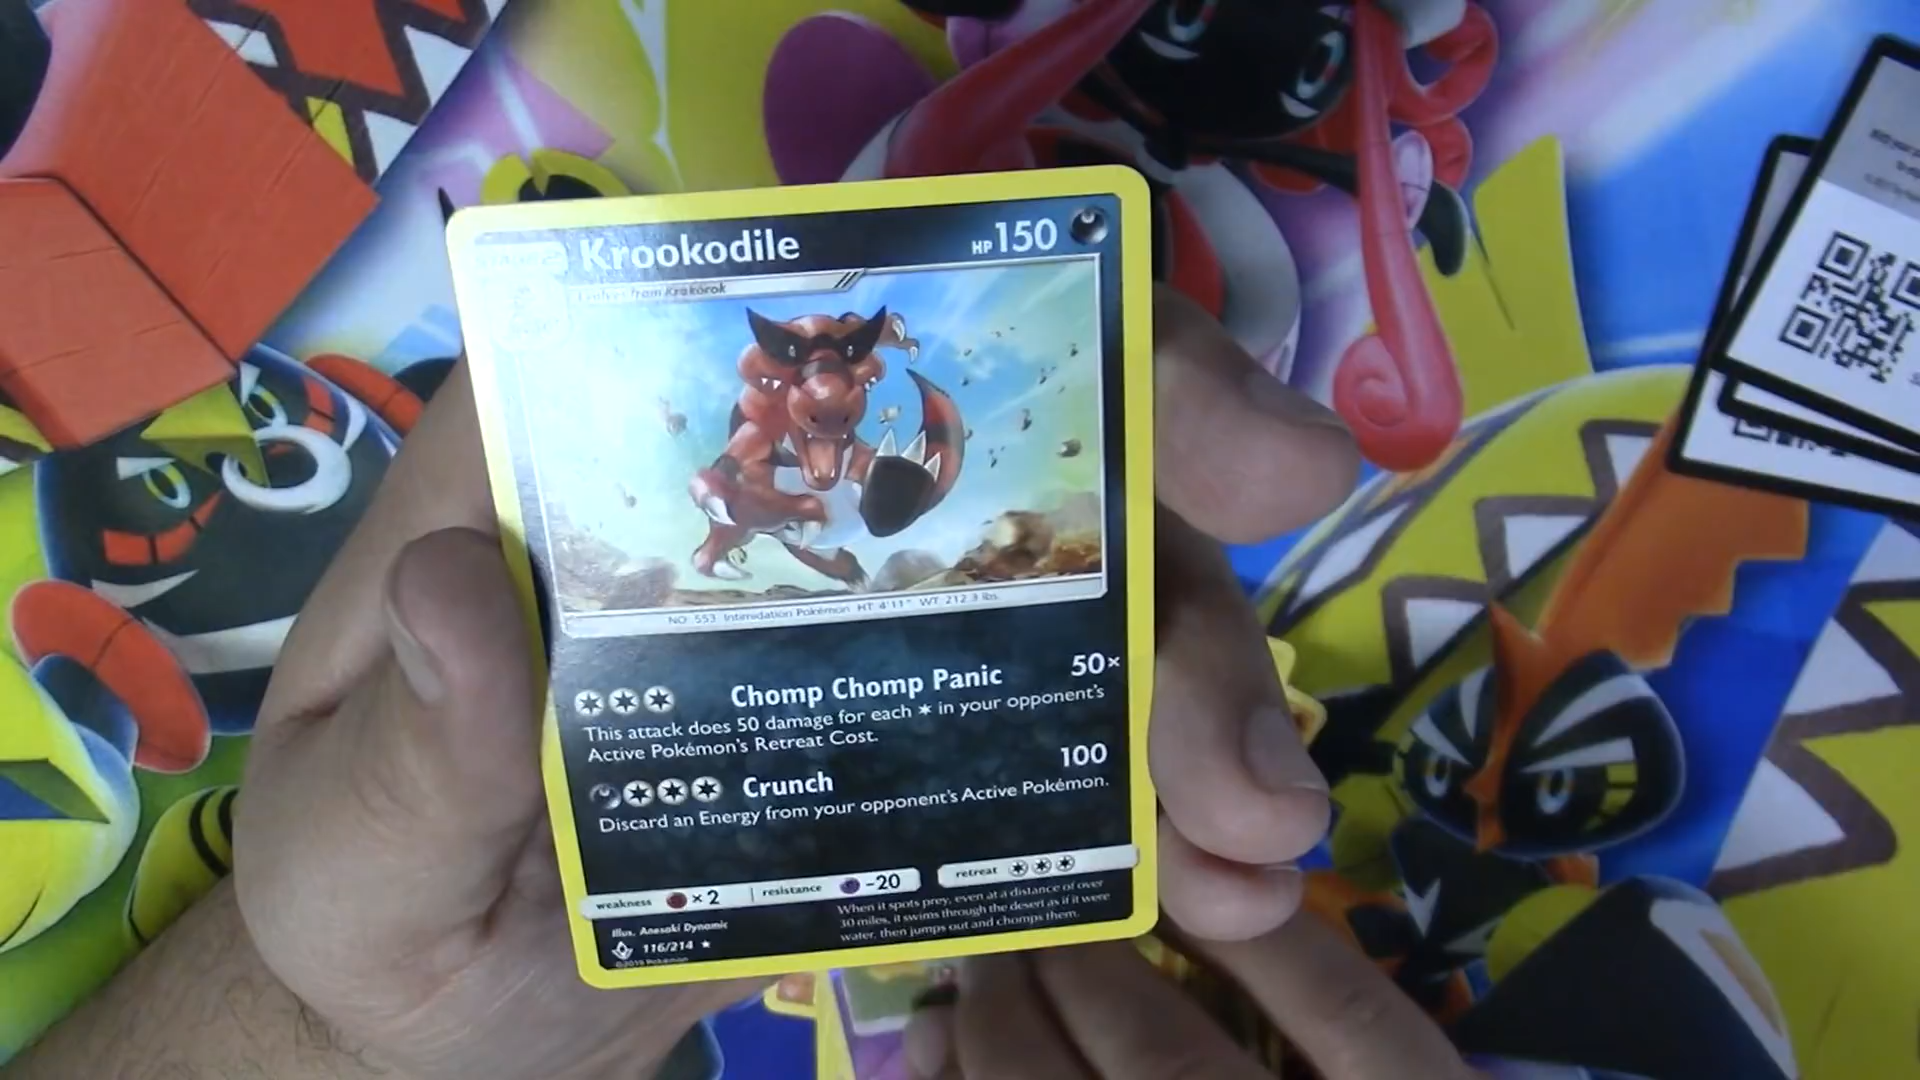 Krookodile
HP 150
Evolves from Krokorok
NO. 553 Intimidation Pokémon HT: 4'11" WT: 212.3 lbs.
Chomp Chomp Panic 50×
This attack does 50 damage for each ✶ in your opponent's
Active Pokémon's Retreat Cost.
Crunch 100
Discard an Energy from your opponent's Active Pokémon.
weakness ×2 resistance -20 retreat
When it spots prey, even at a distance of over
30 miles, it swims through the desert as if it were
water, then jumps out and chomps them.
Illus. Anesaki Dynamic
116/214 ★
©2019 Pokémon